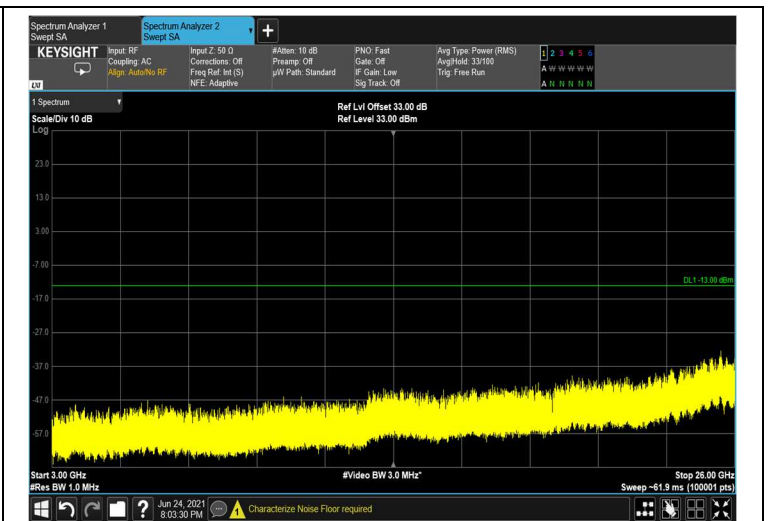 Spectrum Analyzer 1
Swept SA
Spectrum Analyzer 2
Swept SA
+
KEYSIGHT
LXI
Input: RF
Coupling: AC
Align: Auto/No RF
Input Z: 50 Ω
Corrections: Off
Freq Ref: Int (S)
NFE: Adaptive
#Atten: 10 dB
Preamp: Off
µW Path: Standard
PNO: Fast
Gate: Off
IF Gain: Low
Sig Track: Off
Avg Type: Power (RMS)
Avg|Hold: 33/100
Trig: Free Run
1 2 3 4 5 6
A W W W W W
A N N N N N
1 Spectrum
Scale/Div 10 dB
Log
Ref Lvl Offset 33.00 dB
Ref Level 33.00 dBm
23.0
13.0
3.00
-7.00
DL1 -13.00 dBm
-17.0
-27.0
-37.0
-47.0
-57.0
Start 3.00 GHz
#Res BW 1.0 MHz
#Video BW 3.0 MHz*
Stop 26.00 GHz
Sweep ~61.9 ms (100001 pts)
?
Jun 24, 2021
8:03:30 PM
Characterize Noise Floor required